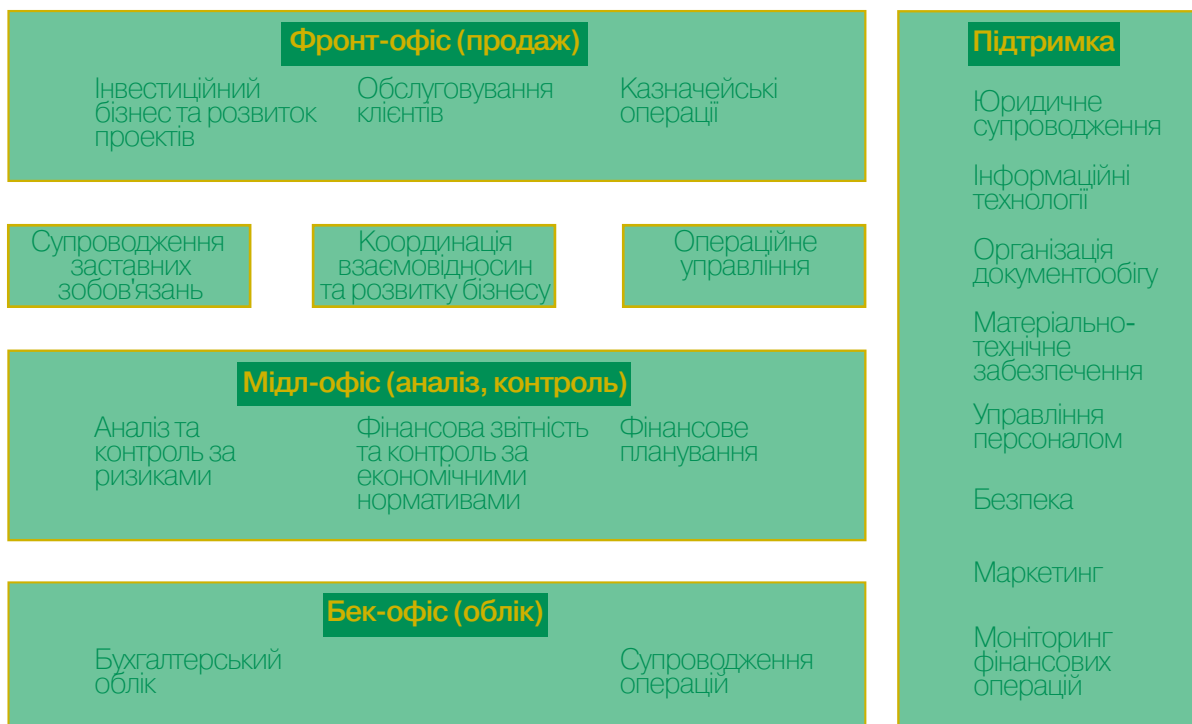 Фронт-офіс (продаж)
Інвестиційний
бізнес та розвиток
проектів
Обслуговування
клієнтів
Казначейські
операції
Супроводження
заставних
зобов'язань
Координація
взаємовідносин
та розвитку бізнесу
Операційне
управління
Мідл-офіс (аналіз, контроль)
Аналіз та
контроль за
ризиками
Фінансова звітність
та контроль за
економічними
нормативами
Фінансове
планування
Бек-офіс (облік)
Бухгалтерський
облік
Супроводження
операцій
Підтримка
Юридичне
супроводження
Інформаційні
технології
Організація
документообігу
Матеріально-
технічне
забезпечення
Управління
персоналом
Безпека
Маркетинг
Моніторинг
фінансових
операцій